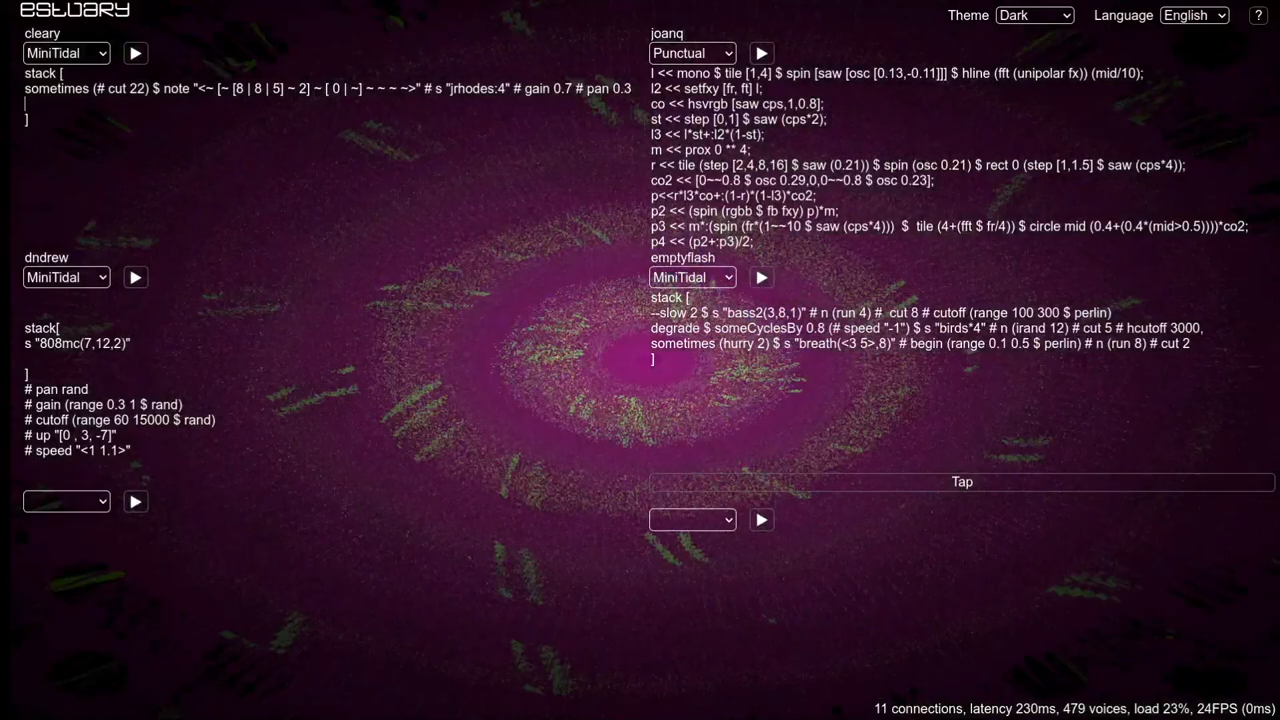 estuary
Theme Dark Language English ?
cleary
MiniTidal
stack [
sometimes (# cut 22) $ note "<~ [~ [8 | 8 | 5] ~ 2] ~ [ 0 | ~] ~ ~ ~ ~>" # s "jrhodes:4" # gain 0.7 # pan 0.3
]
joanq
Punctual
l << mono $ tile [1,4] $ spin [saw [osc [0.13,-0.11]]] $ hline (fft (unipolar fx)) (mid/10);
l2 << setfxy [fr, ft] l;
co << hsvrgb [saw cps,1,0.8];
st << step [0,1] $ saw (cps*2);
l3 << l*st+:l2*(1-st);
m << prox 0 ** 4;
r << tile (step [2,4,8,16] $ saw (0.21)) $ spin (osc 0.21) $ rect 0 (step [1,1.5] $ saw (cps*4));
co2 << [0~~0.8 $ osc 0.29,0,0~~0.8 $ osc 0.23];
p<<r*l3*co+:(1-r)*(1-l3)*co2;
p2 << (spin (rgbb $ fb fxy) p)*m;
p3 << m*:(spin (fr*(1~~10 $ saw (cps*4)))  $  tile (4+(fft $ fr/4)) $ circle mid (0.4+(0.4*(mid>0.5))))*co2;
p4 << (p2+:p3)/2;
dndrew
MiniTidal
stack[
s "808mc(7,12,2)"
]
# pan rand
# gain (range 0.3 1 $ rand)
# cutoff (range 60 15000 $ rand)
# up "[0 , 3, -7]"
# speed "<1 1.1>"
emptyflash
MiniTidal
stack [
--slow 2 $ s "bass2(3,8,1)" # n (run 4) #  cut 8 # cutoff (range 100 300 $ perlin)
degrade $ someCyclesBy 0.8 (# speed "-1") $ s "birds*4" # n (irand 12) # cut 5 # hcutoff 3000,
sometimes (hurry 2) $ s "breath(<3 5>,8)" # begin (range 0.1 0.5 $ perlin) # n (run 8) # cut 2
]
Tap
11 connections, latency 230ms, 479 voices, load 23%, 24FPS (0ms)